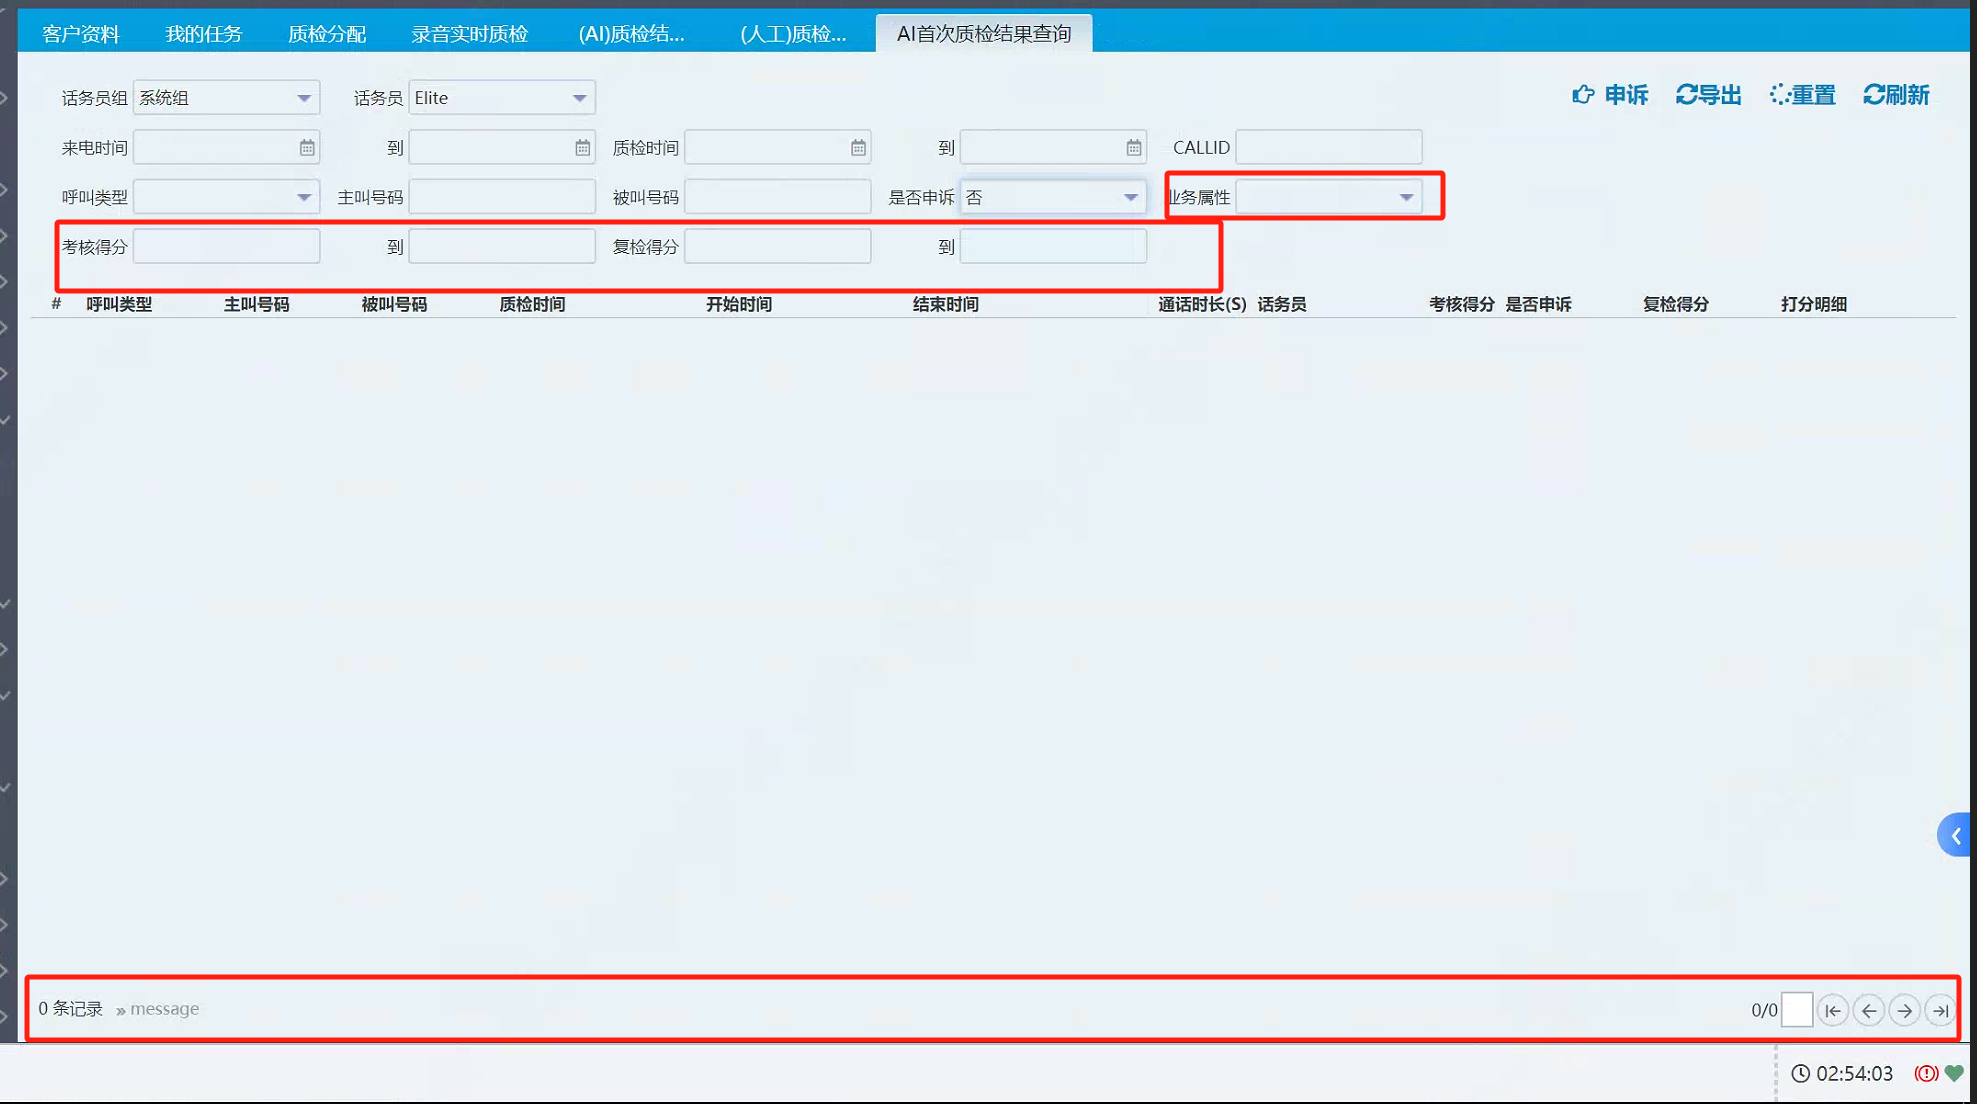 客户资料 我的任务 质检分配 录音实时质检 (AI)质检结... (人工)质检... AI首次质检结果查询
话务员组 系统组 话务员 Elite 申诉 导出 重置 刷新
来电时间 到 质检时间 到 CALLID
呼叫类型 主叫号码 被叫号码 是否申诉 否 业务属性
考核得分 到 复检得分 到
# 呼叫类型 主叫号码 被叫号码 质检时间 开始时间 结束时间 通话时长(S) 话务员 考核得分 是否申诉 复检得分 打分明细
0 条记录 » message 0/0
02:54:03